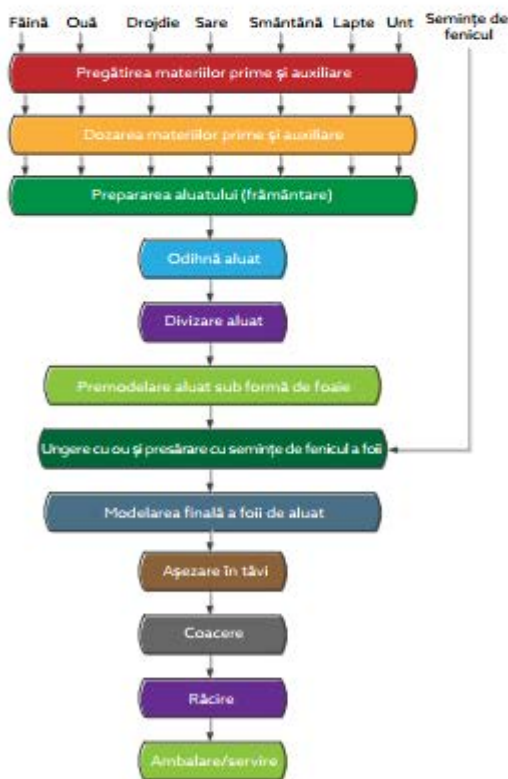 Făină Ouă Drojdie Sare Smântână Lapte Unt Semințe de
fenicul
Pregătirea materiilor prime și auxiliare
Dozarea materiilor prime și auxiliare
Prepararea aluatului (frământare)
Odihnă aluat
Divizare aluat
Premodelare aluat sub formă de foaie
Ungere cu ou și presărare cu semințe de fenicul a foii
Modelarea finală a foii de aluat
Așezare în tăvi
Coacere
Răcire
Ambalare/servire